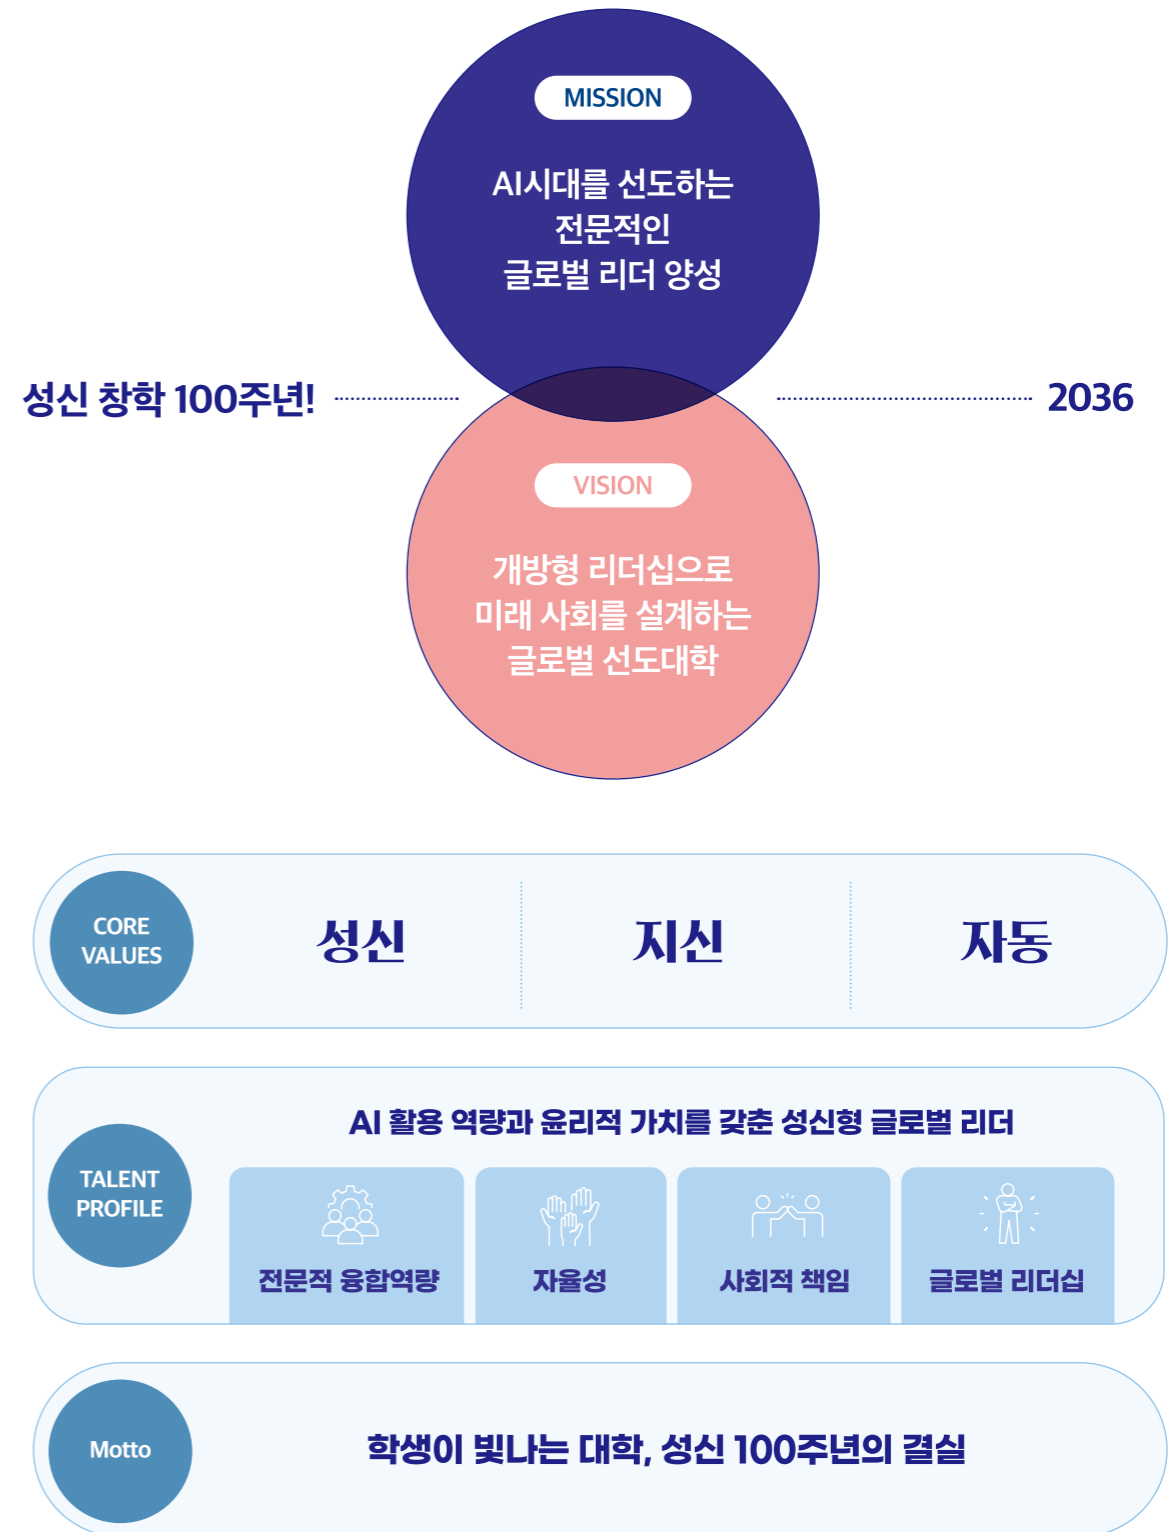 MISSION
AI시대를 선도하는
전문적인
글로벌 리더 양성
성신 창학 100주년!
2036
VISION
개방형 리더십으로
미래 사회를 설계하는
글로벌 선도대학
CORE
VALUES
성신
지신
자동
TALENT
PROFILE
AI 활용 역량과 윤리적 가치를 갖춘 성신형 글로벌 리더
전문적 융합역량
자율성
사회적 책임
글로벌 리더십
Motto
학생이 빛나는 대학, 성신 100주년의 결실